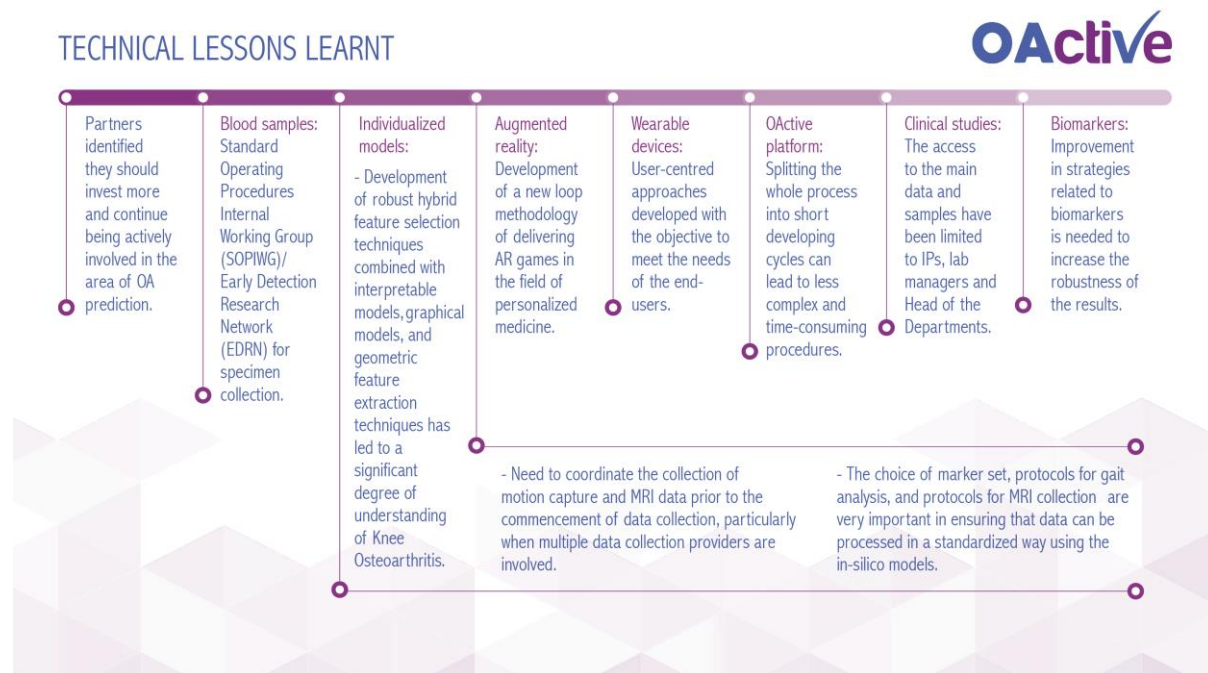 TECHNICAL LESSONS LEARNT
OActive
Partners
identified
they should
invest more
and continue
being actively
involved in the
area of OA
prediction.
Blood samples:
Standard
Operating
Procedures
Internal
Working Group
(SOPIWG)/
Early Detection
Research
Network
(EDRN) for
specimen
collection.
Individualized
models:
- Development
of robust hybrid
feature selection
techniques
combined with
interpretable
models, graphical
models, and
geometric
feature
extraction
techniques has
led to a
significant
degree of
understanding
of Knee
Osteoarthritis.
Augmented
reality:
Development
of a new loop
methodology
of delivering
AR games in
the field of
personalized
medicine.
Wearable
devices:
User-centred
approaches
developed with
the objective to
meet the needs
of the end-
users.
OActive
platform:
Splitting the
whole process
into short
developing
cycles can
lead to less
complex and
time-consuming
procedures.
Clinical studies:
The access
to the main
data and
samples have
been limited
to IPs, lab
managers and
Head of the
Departments.
Biomarkers:
Improvement
in strategies
related to
biomarkers
is needed to
increase the
robustness of
the results.
- Need to coordinate the collection of
motion capture and MRI data prior to the
commencement of data collection, particularly
when multiple data collection providers are
involved.
- The choice of marker set, protocols for gait
analysis, and protocols for MRI collection are
very important in ensuring that data can be
processed in a standardized way using the
in-silico models.